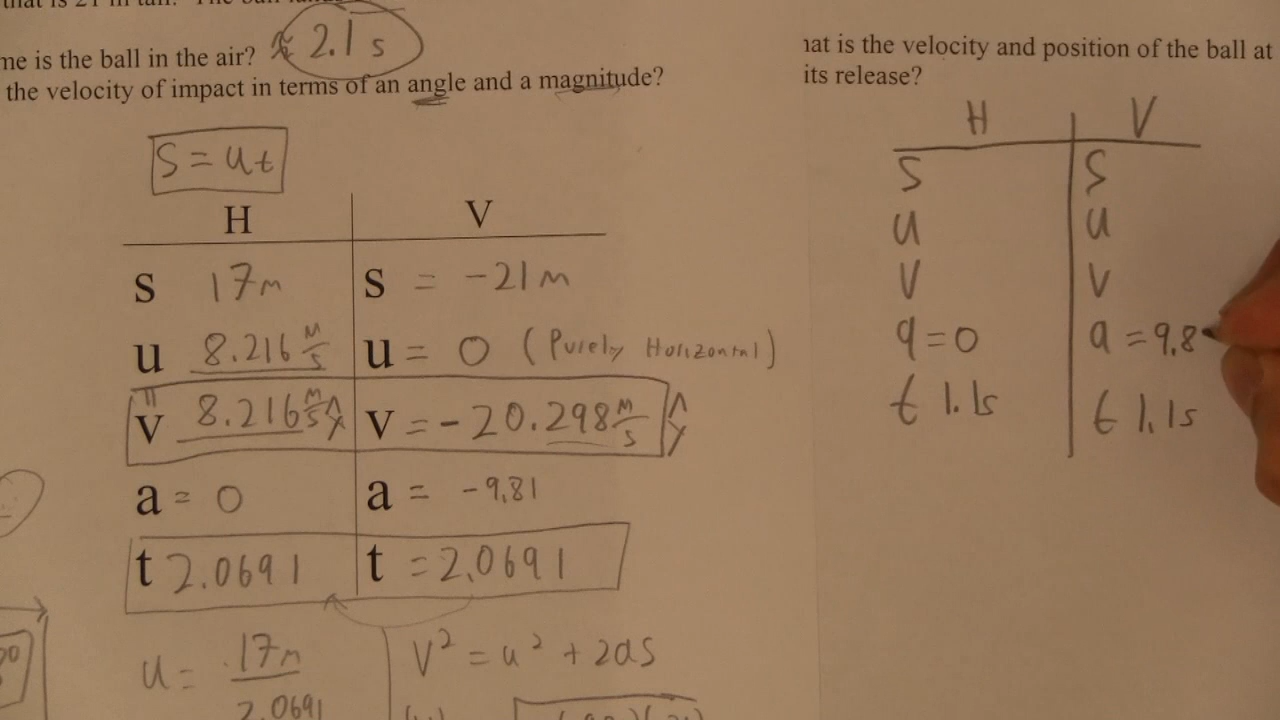 that is 21 m tall.
me is the ball in the air? ≈ 2.1 s
the velocity of impact in terms of an angle and a magnitude?
S = ut
H V
s 17m s = -21 m
u 8.216 m/s u = 0 (Purely Horizontal)
v 8.216 m/s x̂ v = -20.298 m/s ŷ
a = 0 a = -9.81
t 2.0691 t = 2.0691
u = 17m / 2.0691
V² = u² + 2as
hat is the velocity and position of the ball at
its release?
H V
S S
u u
V V
a = 0 a = 9.8
t 1.1s t 1.1s